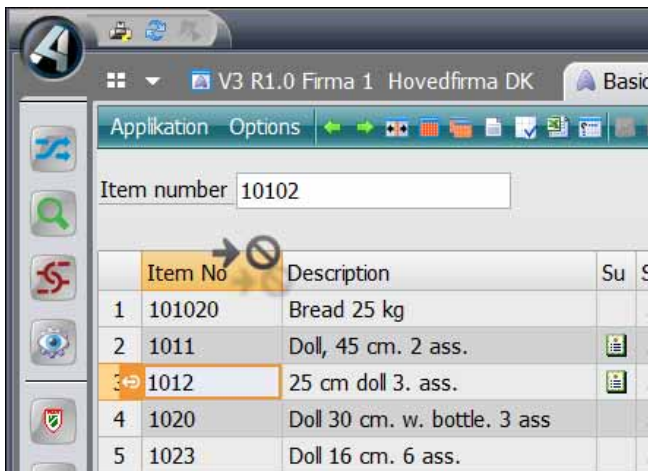 V3 R1.0 Firma 1 Hovedfirma DK Basic
Applikation Options
Item number 10102
Item No Description Su S
1 101020 Bread 25 kg
2 1011 Doll, 45 cm. 2 ass.
3 1012 25 cm doll 3. ass.
4 1020 Doll 30 cm. w. bottle. 3 ass
5 1023 Doll 16 cm. 6 ass.